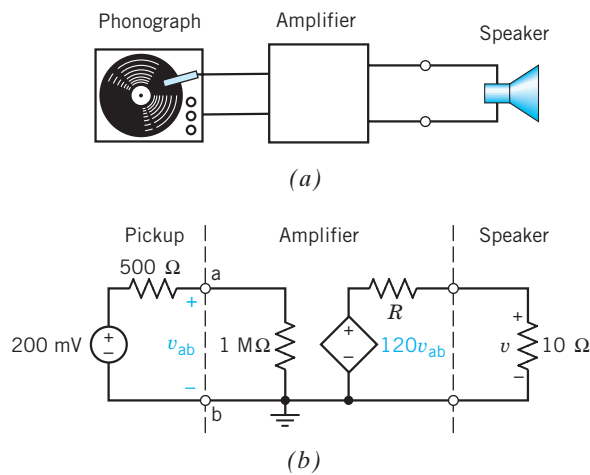 Phonograph Amplifier Speaker
(a)
Pickup Amplifier Speaker
500 Ω
a
+
R
200 mV
+
−
v_ab
1 MΩ
+
−
120v_ab
+
v
−
10 Ω
−
b
(b)